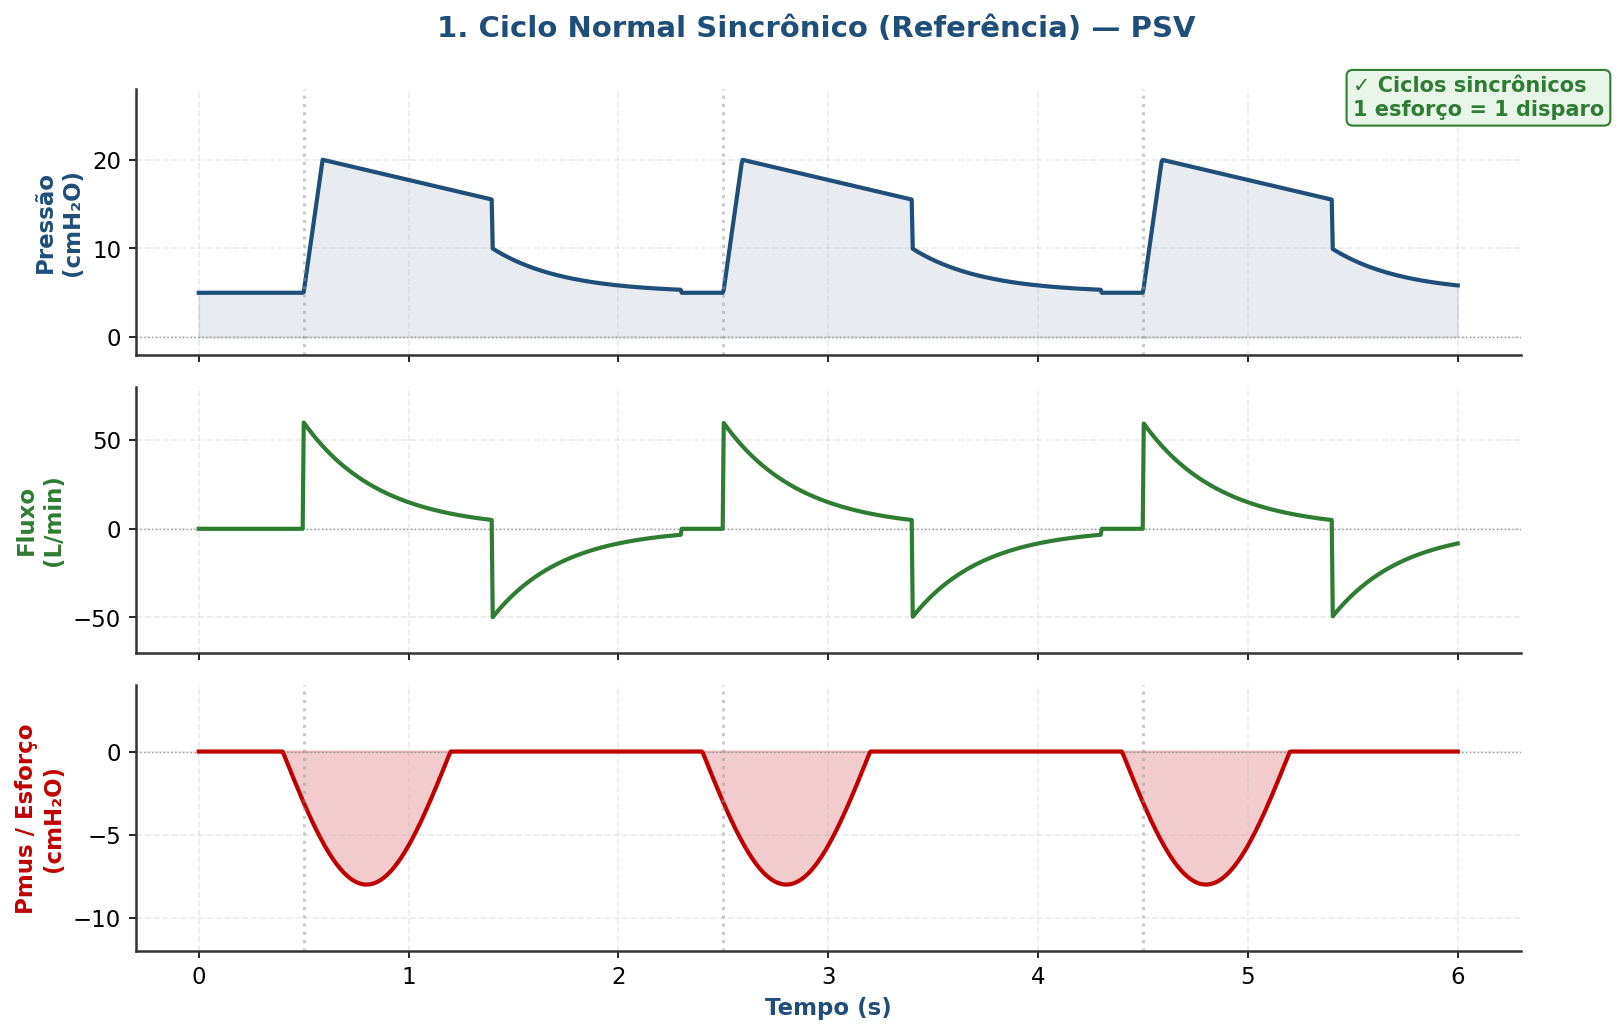 1. Ciclo Normal Sincrônico (Referência) — PSV
✓ Ciclos sincrônicos
1 esforço = 1 disparo
Pressão
(cmH₂O)
20
10
0
Fluxo
(L/min)
50
0
−50
Pmus / Esforço
(cmH₂O)
0
−5
−10
0 1 2 3 4 5 6
Tempo (s)